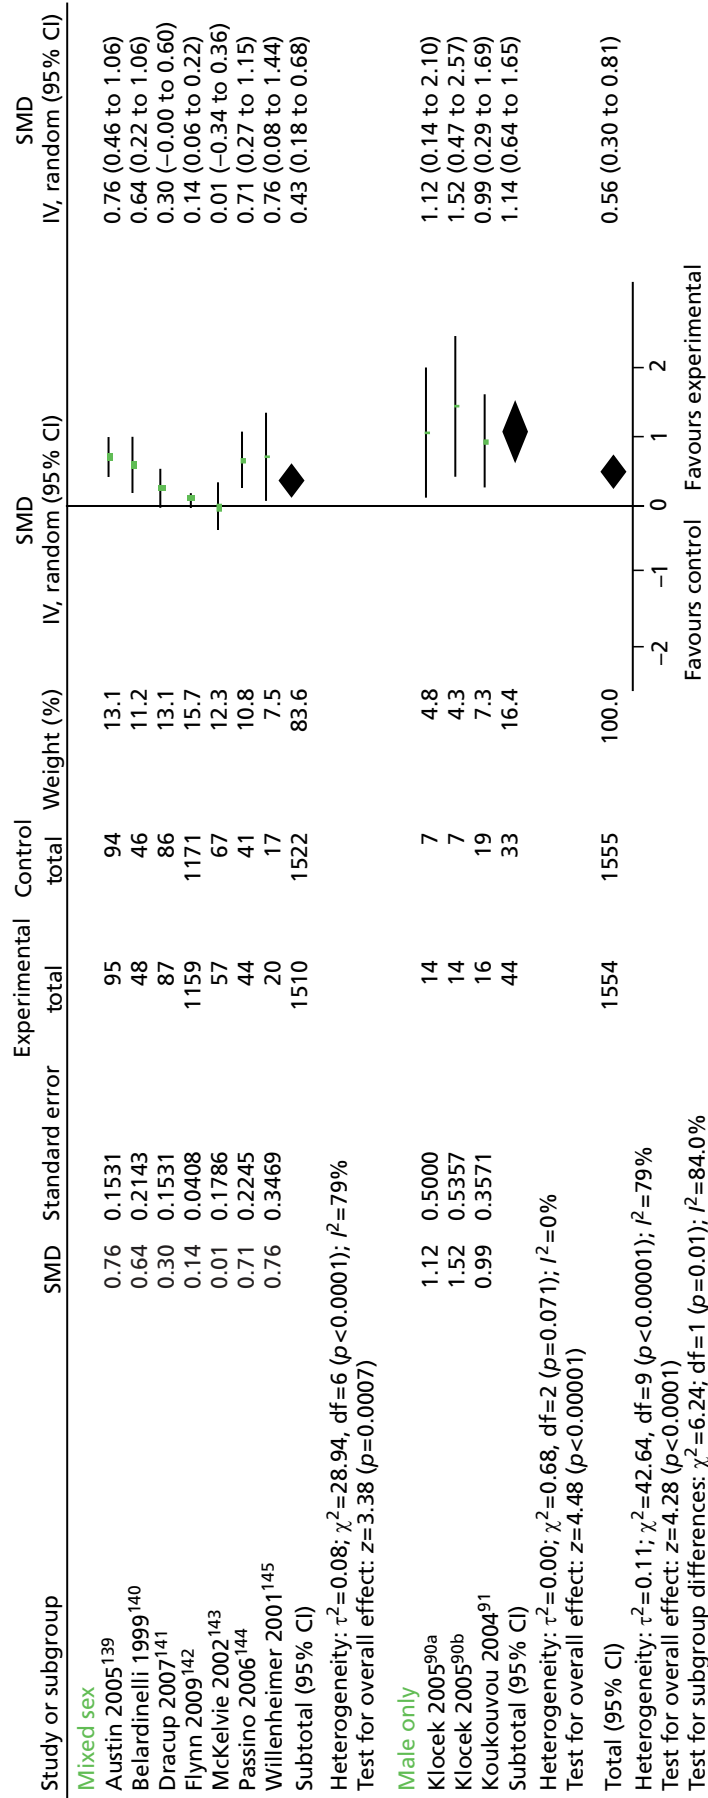 Study or subgroup SMD Standard error Experimental total Control total Weight (%) SMD IV, random (95% CI) SMD IV, random (95% CI)
Mixed sex
Austin 2005139 0.76 0.1531 95 94 13.1 0.76 (0.46 to 1.06)
Belardinelli 1999140 0.64 0.2143 48 46 11.2 0.64 (0.22 to 1.06)
Dracup 2007141 0.30 0.1531 87 86 13.1 0.30 (−0.00 to 0.60)
Flynn 2009142 0.14 0.0408 1159 1171 15.7 0.14 (0.06 to 0.22)
McKelvie 2002143 0.01 0.1786 57 67 12.3 0.01 (−0.34 to 0.36)
Passino 2006144 0.71 0.2245 44 41 10.8 0.71 (0.27 to 1.15)
Willenheimer 2001145 0.76 0.3469 20 17 7.5 0.76 (0.08 to 1.44)
Subtotal (95% CI) 1510 1522 83.6 0.43 (0.18 to 0.68)
Heterogeneity: τ2=0.08; χ2=28.94, df=6 (p<0.0001); I2=79%
Test for overall effect: z=3.38 (p=0.0007)
Male only
Klocek 200590a 1.12 0.5000 14 7 4.8 1.12 (0.14 to 2.10)
Klocek 200590b 1.52 0.5357 14 7 4.3 1.52 (0.47 to 2.57)
Koukouvou 200491 0.99 0.3571 16 19 7.3 0.99 (0.29 to 1.69)
Subtotal (95% CI) 44 33 16.4 1.14 (0.64 to 1.65)
Heterogeneity: τ2=0.00; χ2=0.68, df=2 (p=0.071); I2=0%
Test for overall effect: z=4.48 (p<0.00001)
Total (95% CI) 1554 1555 100.0 0.56 (0.30 to 0.81)
Heterogeneity: τ2=0.11; χ2=42.64, df=9 (p<0.00001); I2=79%
Test for overall effect: z=4.28 (p<0.0001)
Test for subgroup differences: χ2=6.24; df=1 (p=0.01); I2=84.0%
−2 −1 0 1 2
Favours control Favours experimental